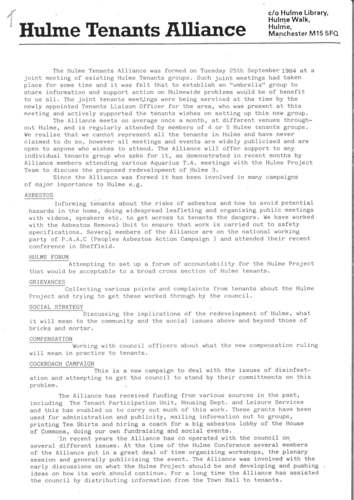 c/o Hulme Library,
Hulme Walk,
Hulme,
Manchester M15 5FQ
Hulme Tenants Alliance
The Hulme Tenants Alliance was formed on Tuesday 25th September 1984 at a
joint meeting of existing Hulme Tenants groups. Such joint meetings had taken
place for some time and it was felt that to establish an "umbrella" group to
share information and support action on Hulmewide problems would be of benefit
to us all. The joint tenants meetings were being serviced at the time by the
newly appointed Tenants Liaison Officer for the area, who was present at this
meeting and actively supported the tenants wishes on setting up this new group.
The Alliance meets on average once a month, at different venues through-
out Hulme, and is regularly attended by members of 4 or 5 Hulme tenants groups.
We realise that we cannot represent all the tenants in Hulme and have never
claimed to do so, however all meetings and events are widely publicised and are
open to anyone who wishes to attend. The Alliance will offer support to any
individual tenants group who asks for it, as demonstrated in recent months by
Alliance members attending various Aquarius T.A. meetings with the Hulme Project
Team to discuss the proposed redevelopment of Hulme 3.
Since the Alliance was formed it has been involved in many campaigns
of major importance to Hulme e.g.
ASBESTOS
Informing tenants about the risks of asbestos and how to avoid potential
hazards in the home, doing widespread leafleting and organising public meetings
with videos, speakers etc. to get across to tenants the dangers. We have worked
with the Asbestos Removal Unit to ensure that work is carried out to safety
specifications. Several members of the Alliance are on the national working
party of P.A.A.C (Peoples Asbestos Action Campaign ) and attended their recent
conference in Sheffield.
HULME FORUM
Attempting to set up a forum of accountability for the Hulme Project
that would be acceptable to a broad cross section of Hulme tenants.
GRIEVANCES
Collecting various points and complaints from tenants about the Hulme
Project and trying to get these worked through by the council.
SOCIAL STRATEGY
Discussing the implications of the redevelopment of Hulme, what
it will mean to the community and the social issues above and beyond those of
bricks and mortar.
COMPENSATION
Working with council officers about what the new compensation ruling
will mean in practice to tenants.
COCKROACH CAMPAIGN
This is a new campaign to deal with the issues of disinfest-
ation and attempting to get the council to stand by their committments on this
problem.
The Alliance has received funding from various sources in the past,
including The Tenant Participation Unit, Housing Dept. and Leisure Services
and this has enabled us to carry out much of this work. These grants have been
used for administration and publicity, mailing information out to groups,
printing Tee Shirts and hiring a coach for a big asbestos lobby of the House
of Commons, doing our own fundraising and social events.
In recent years the Alliance has co operated with the council on
several different issues. At the time of the Hulme Conference several members
of the Alliance put in a great deal of time organizing workshops, the plenary
session and generally publicising the event. The Alliance was involved with the
early discussions on what the Hulme Project should be and developing and pushing
ideas on how its work should continue. For a long time the Alliance has assisted
the council by distributing information from the Town Hall to tenants.